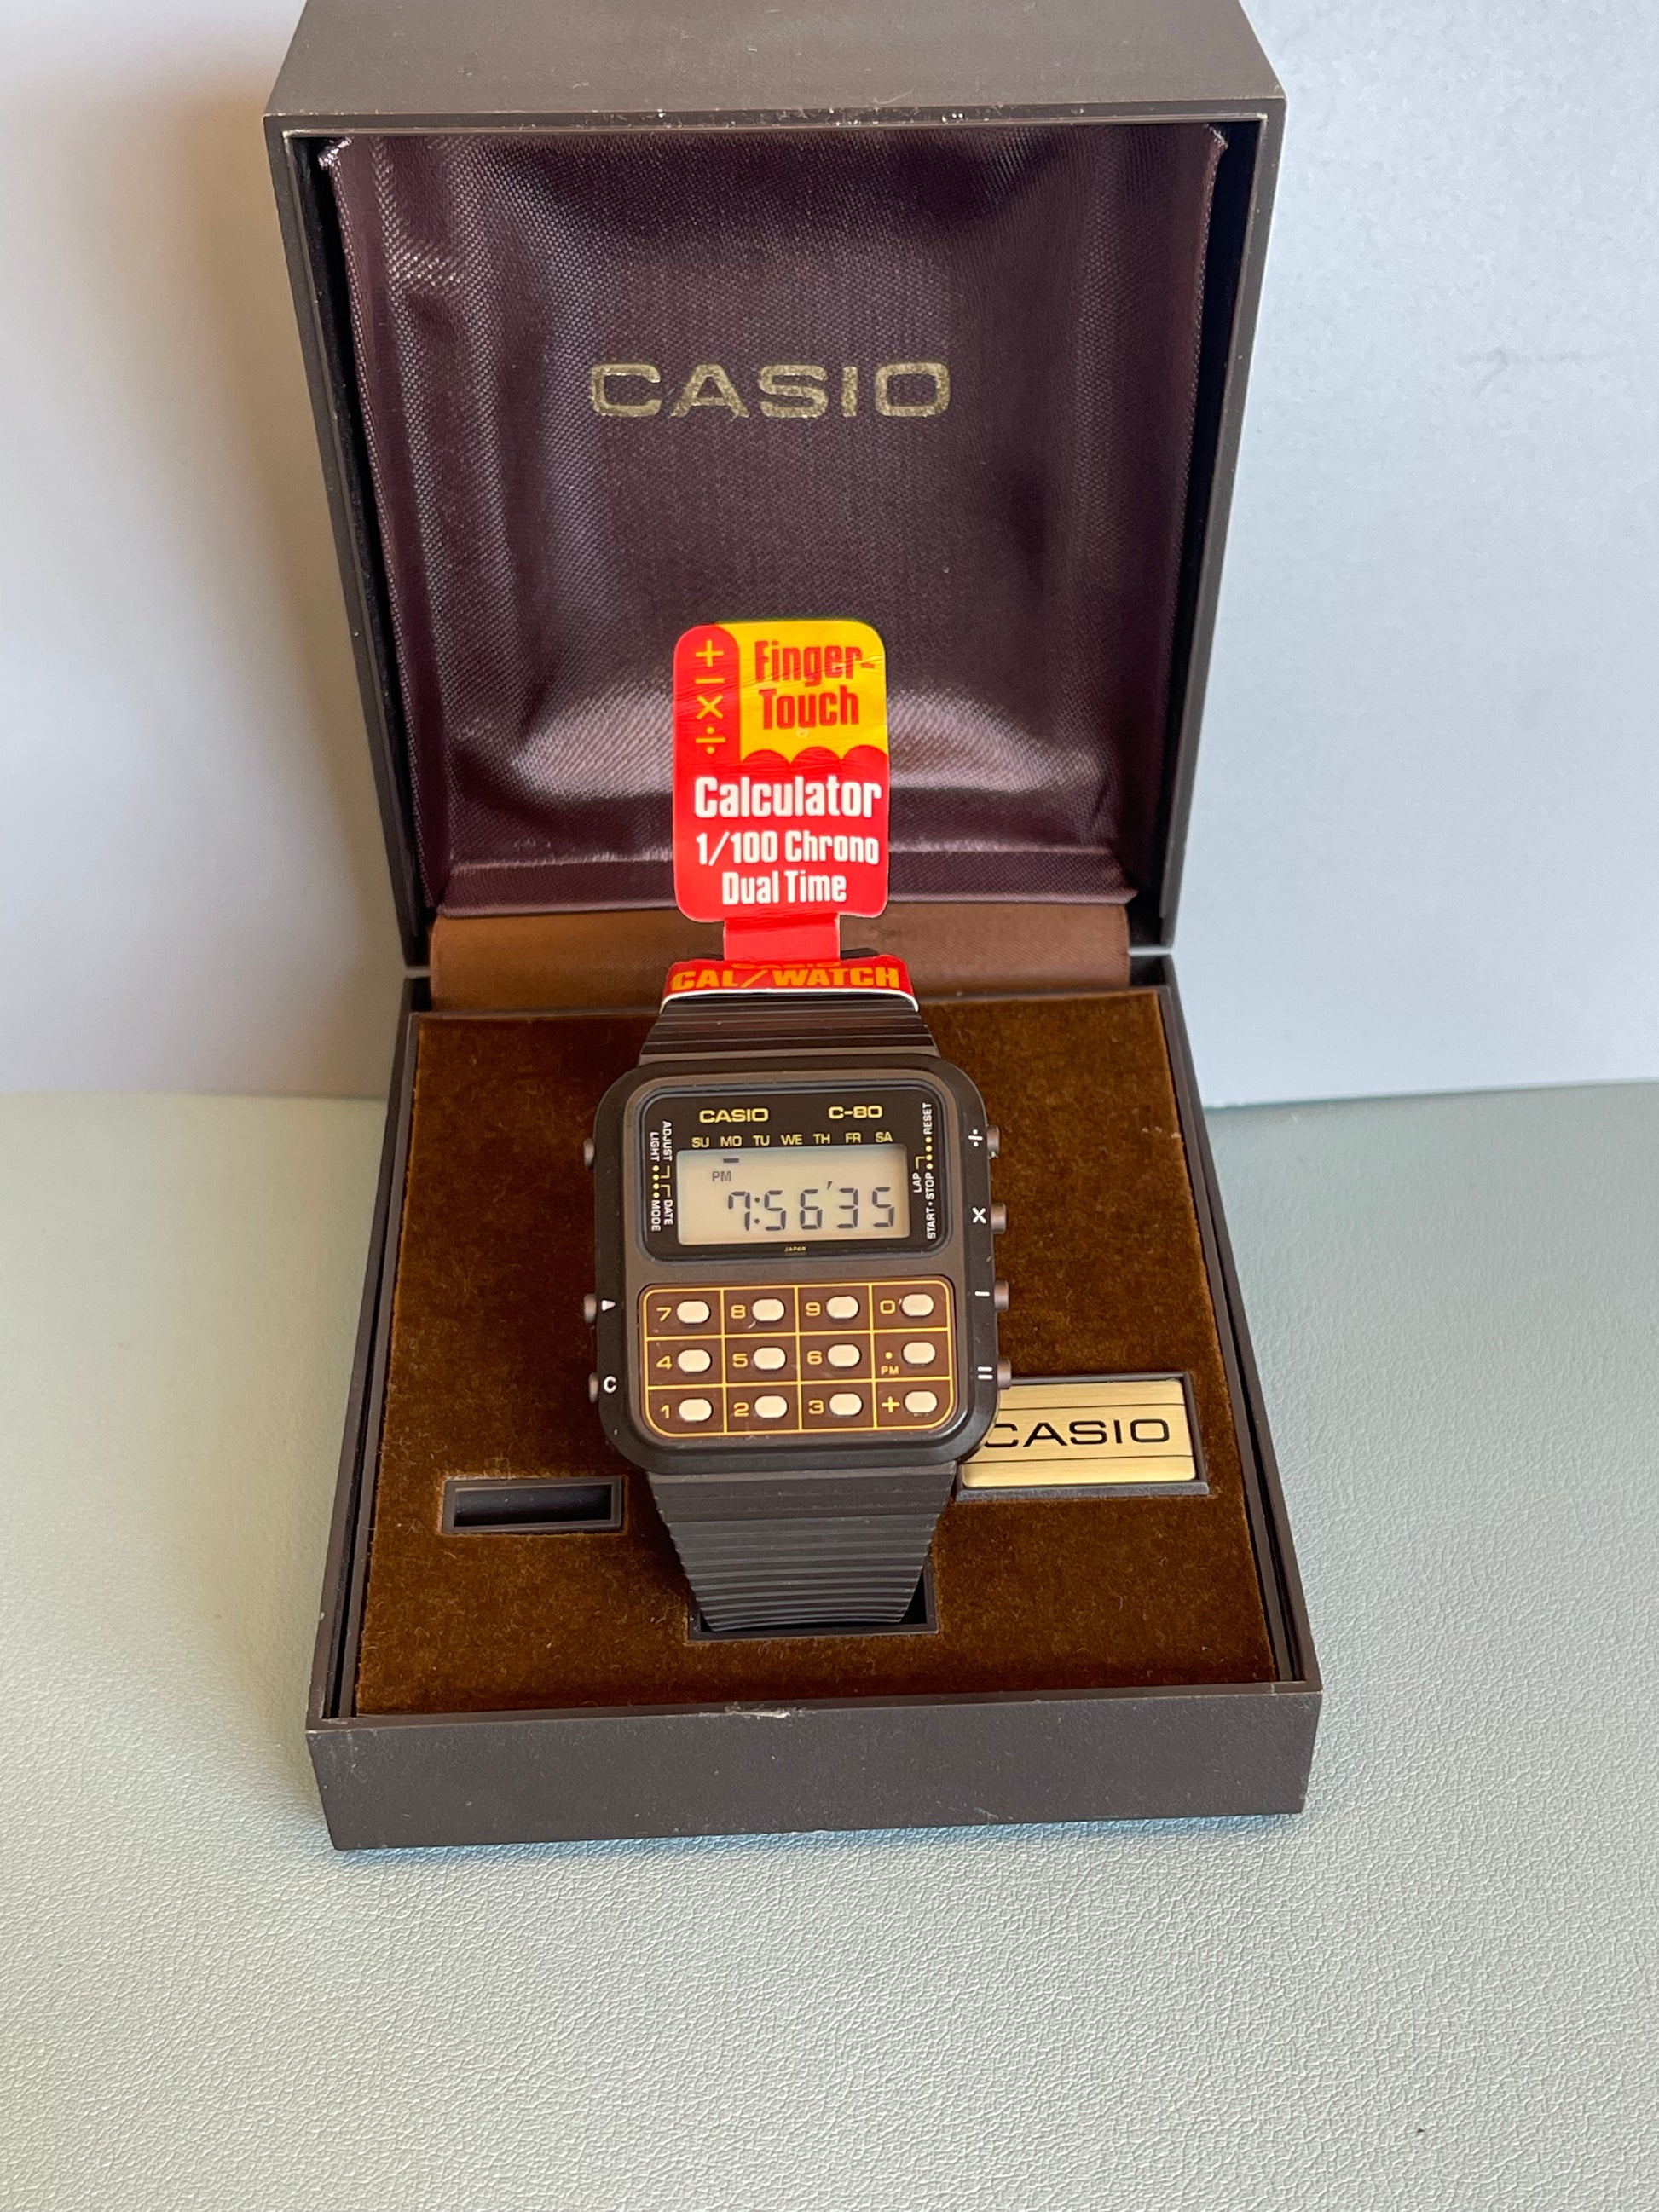 CASIO
+
−
×
÷
Finger-
Touch
Calculator
1/100 Chrono
Dual Time
CAL/WATCH
CASIO C-80
SU MO TU WE TH FR SA
ADJUST
LIGHT
DATE
MODE
PM
7:56'35
RESET
LAP
START·STOP
JAPAN
÷
×
−
=
▶
C
7 8 9 0
4 5 6 · PM
1 2 3 +
CASIO